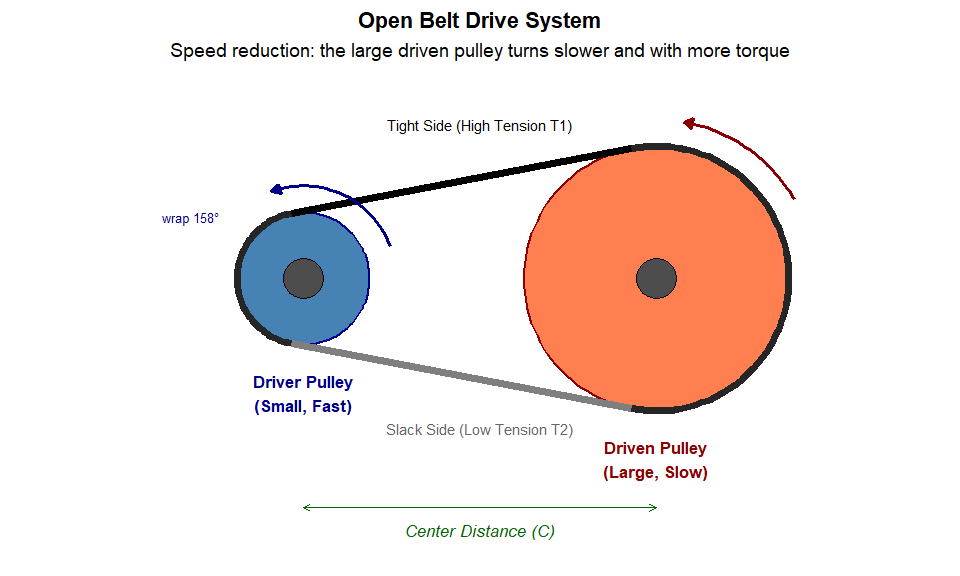 Open Belt Drive System
Speed reduction: the large driven pulley turns slower and with more torque
Tight Side (High Tension T1)
wrap 158°
Driver Pulley
(Small, Fast)
Slack Side (Low Tension T2)
Driven Pulley
(Large, Slow)
Center Distance (C)